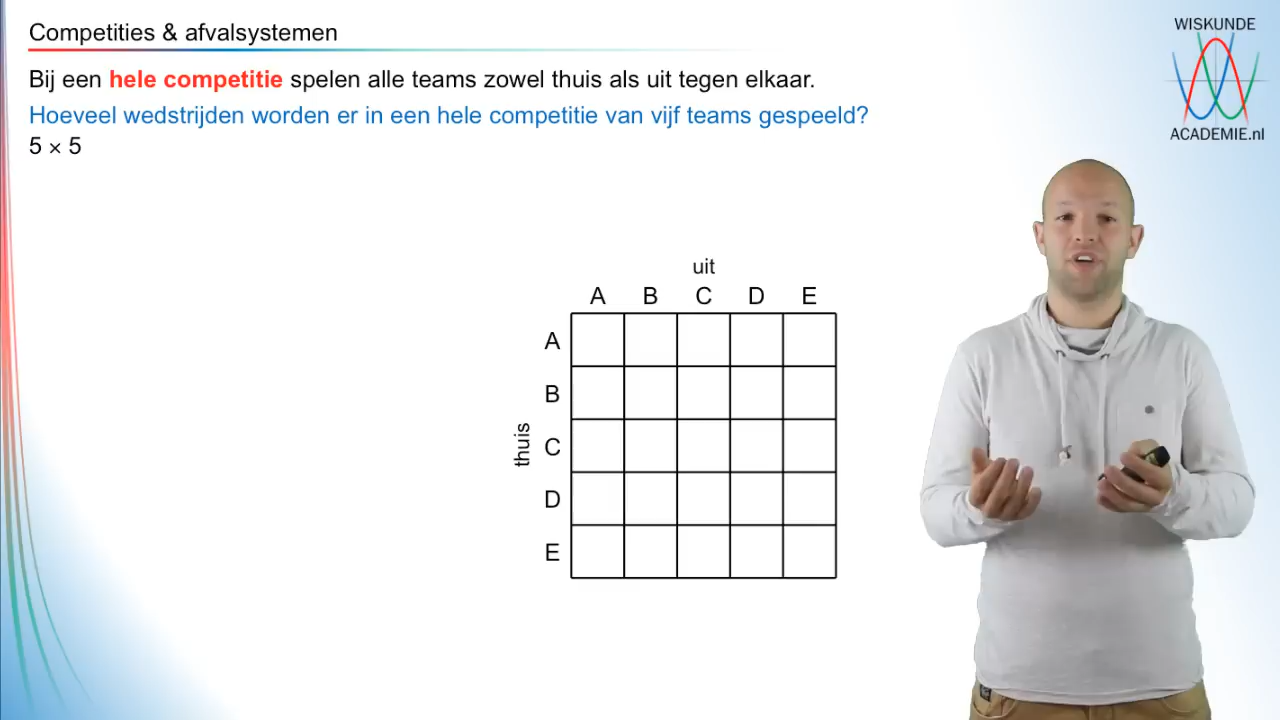 Competities & afvalsystemen
WISKUNDE
ACADEMIE.nl
Bij een hele competitie spelen alle teams zowel thuis als uit tegen elkaar.
Hoeveel wedstrijden worden er in een hele competitie van vijf teams gespeeld?
5 × 5
uit
A B C D E
A
B
thuis
C
D
E